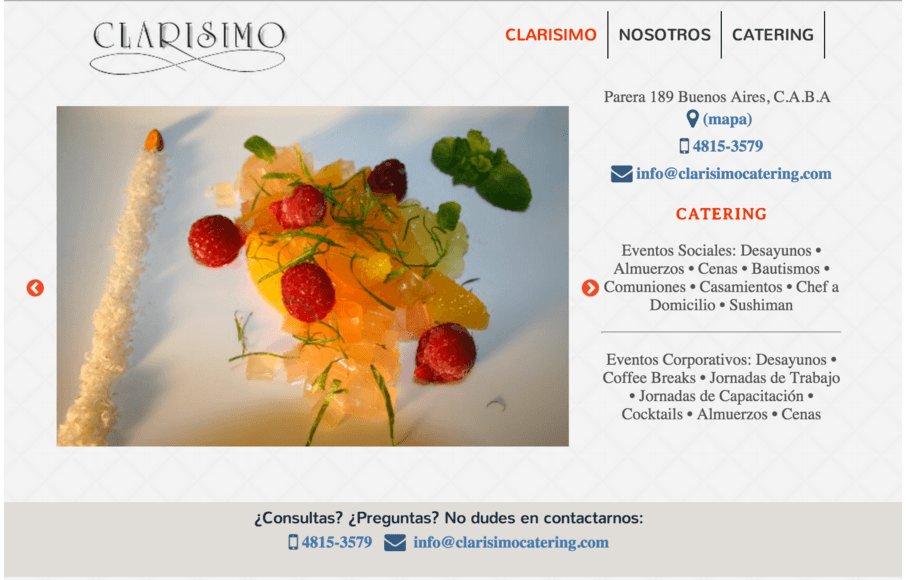 CLARISIMO
CLARISIMO NOSOTROS CATERING
Parera 189 Buenos Aires, C.A.B.A
(mapa)
4815-3579
info@clarisimocatering.com
CATERING
Eventos Sociales: Desayunos •
Almuerzos • Cenas • Bautismos •
Comuniones • Casamientos • Chef a
Domicilio • Sushiman
Eventos Corporativos: Desayunos •
Coffee Breaks • Jornadas de Trabajo
• Jornadas de Capacitación •
Cocktails • Almuerzos • Cenas
¿Consultas? ¿Preguntas? No dudes en contactarnos:
4815-3579 info@clarisimocatering.com